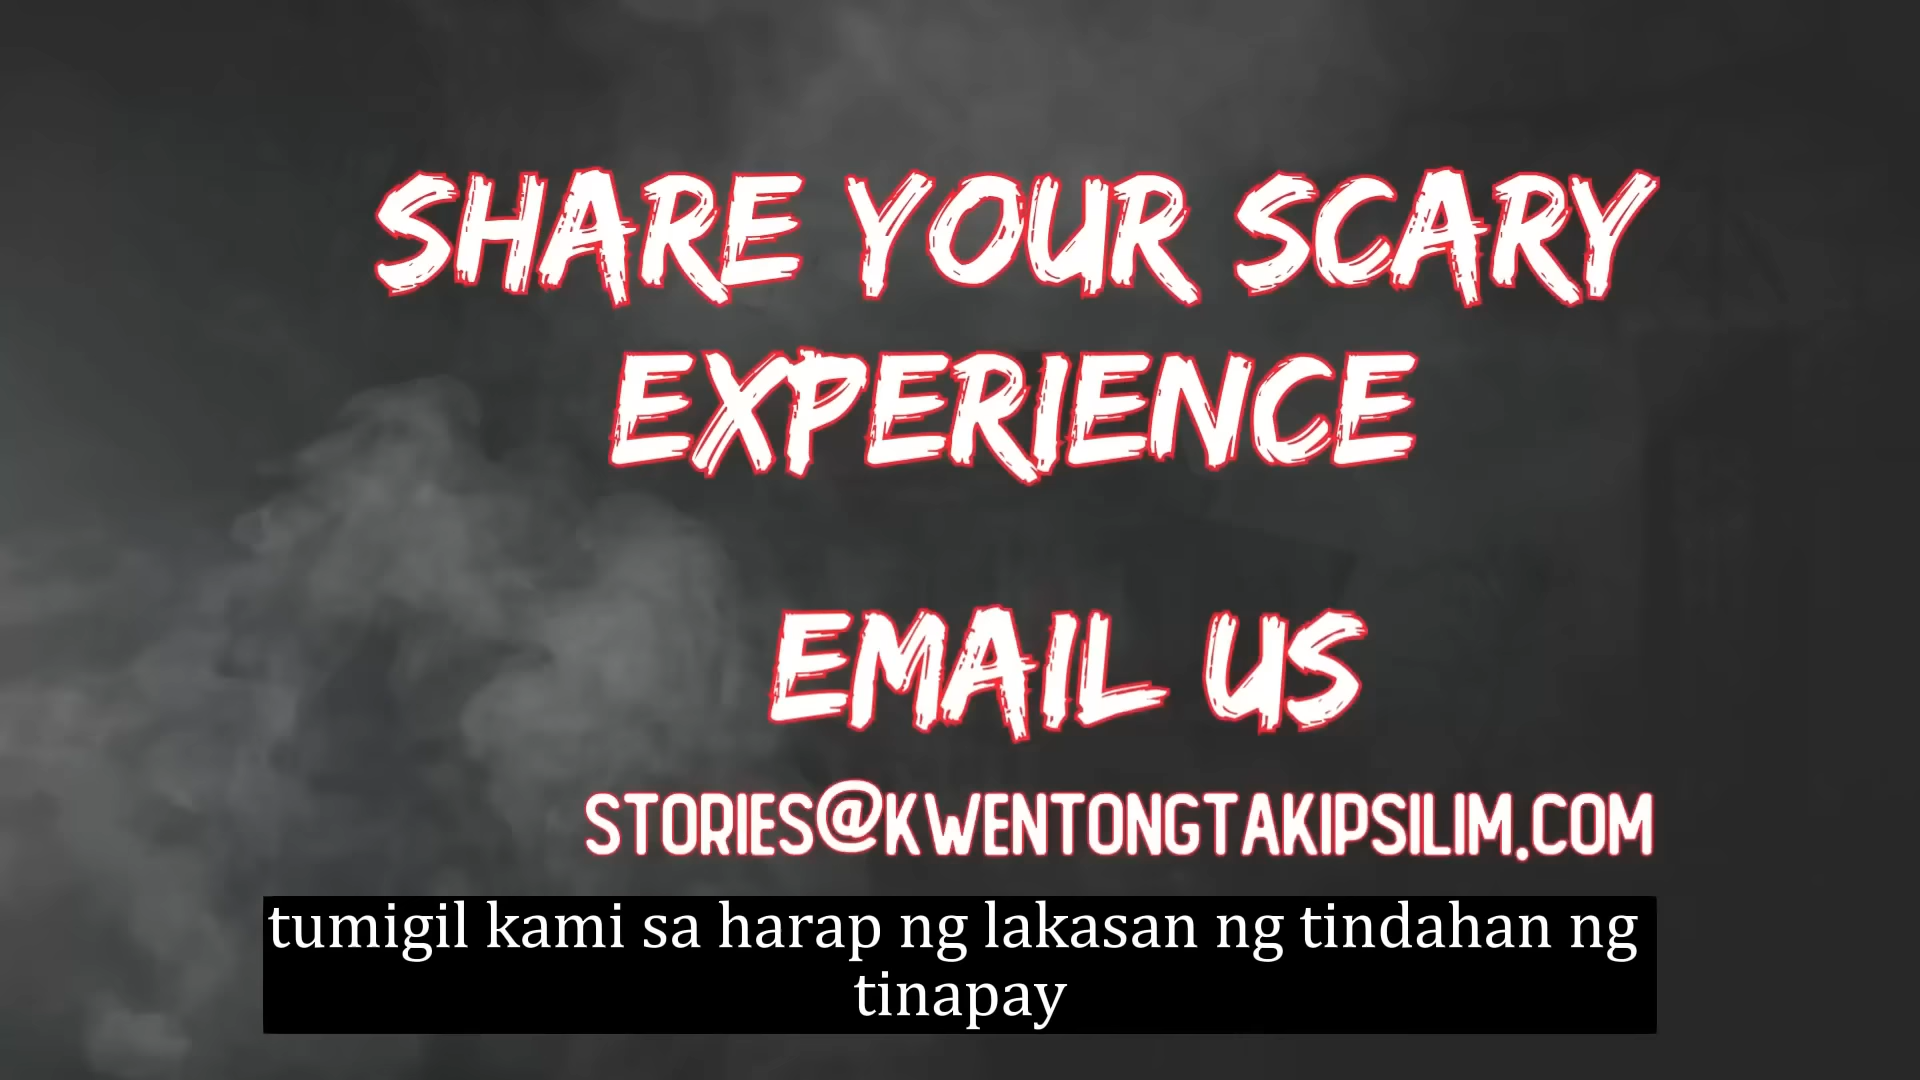 SHARE YOUR SCARY
EXPERIENCE
EMAIL US
STORIES@KWENTONGTAKIPSILIM.COM
tumigil kami sa harap ng lakasan ng tindahan ng
tinapay